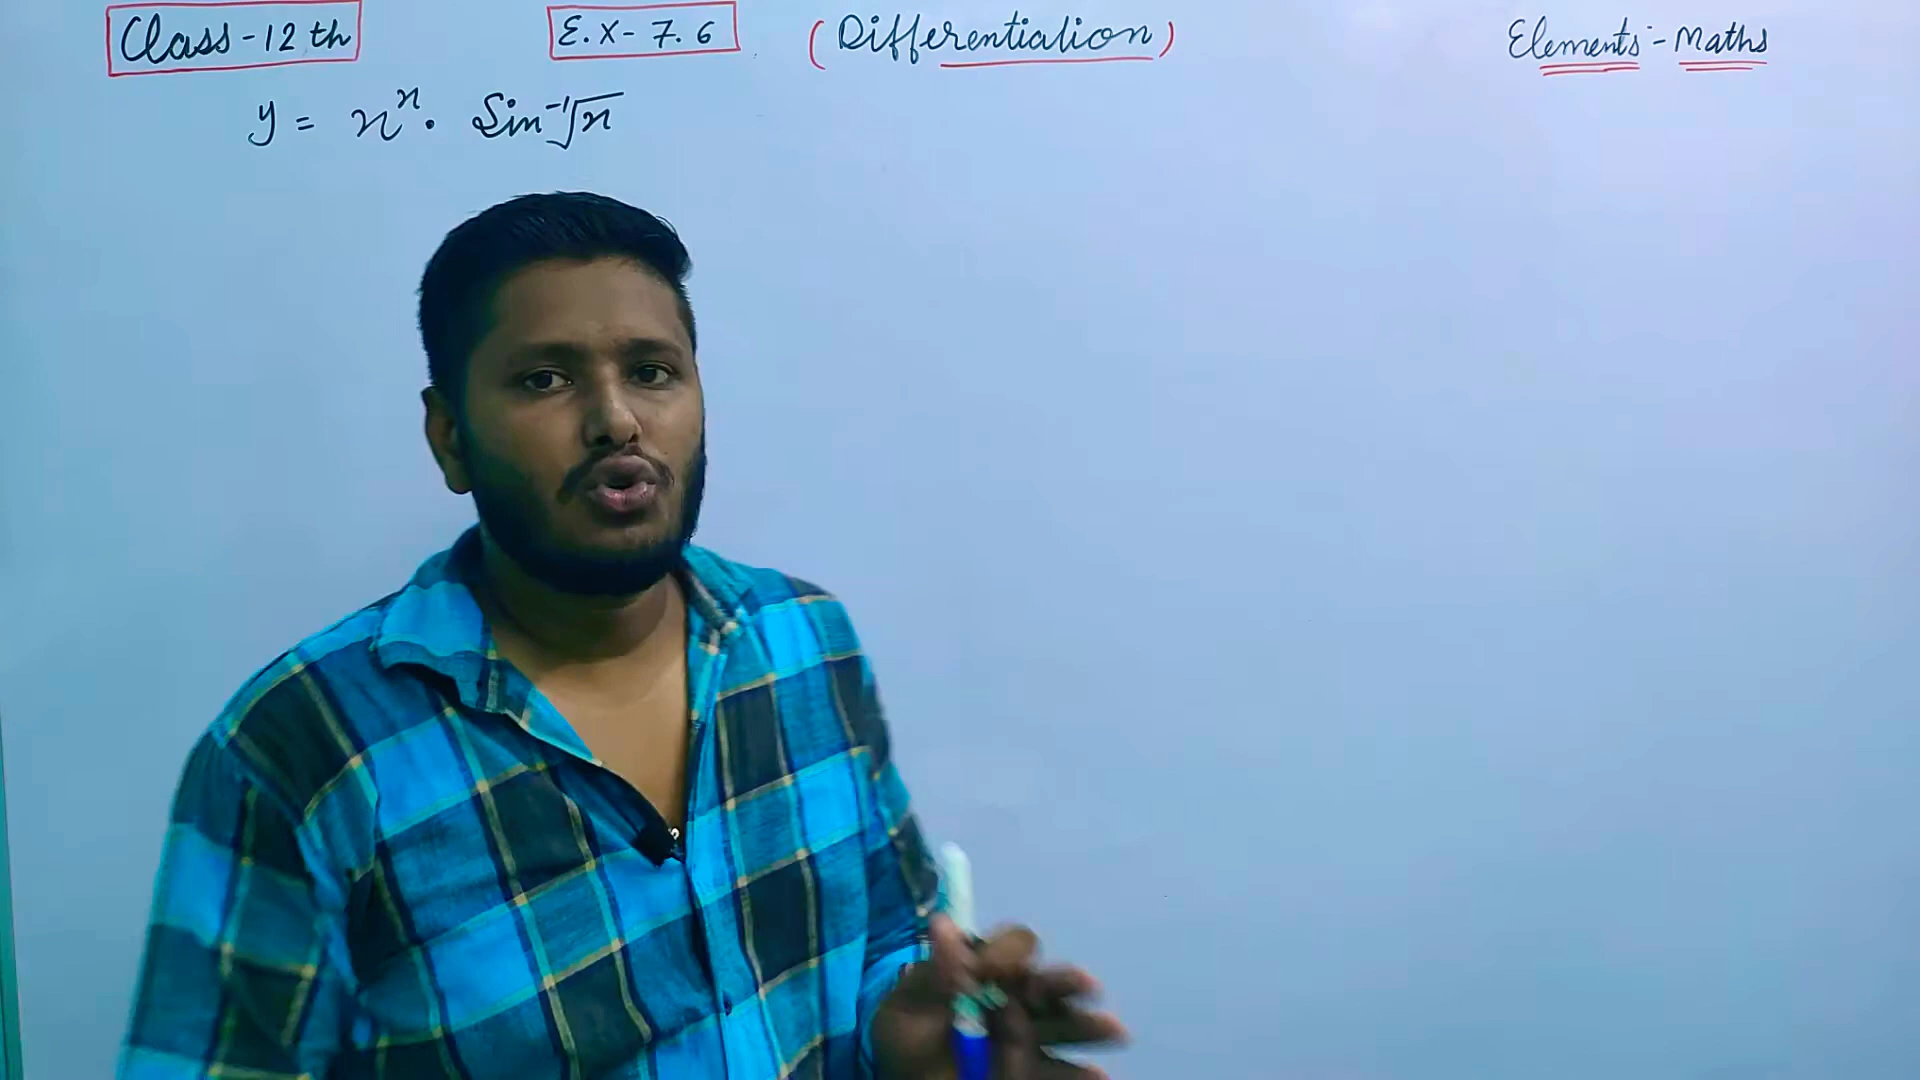 Class-12 th E.X-7.6 (Differentiation) Elements-Maths
y = x^x. Sin^-1 √x